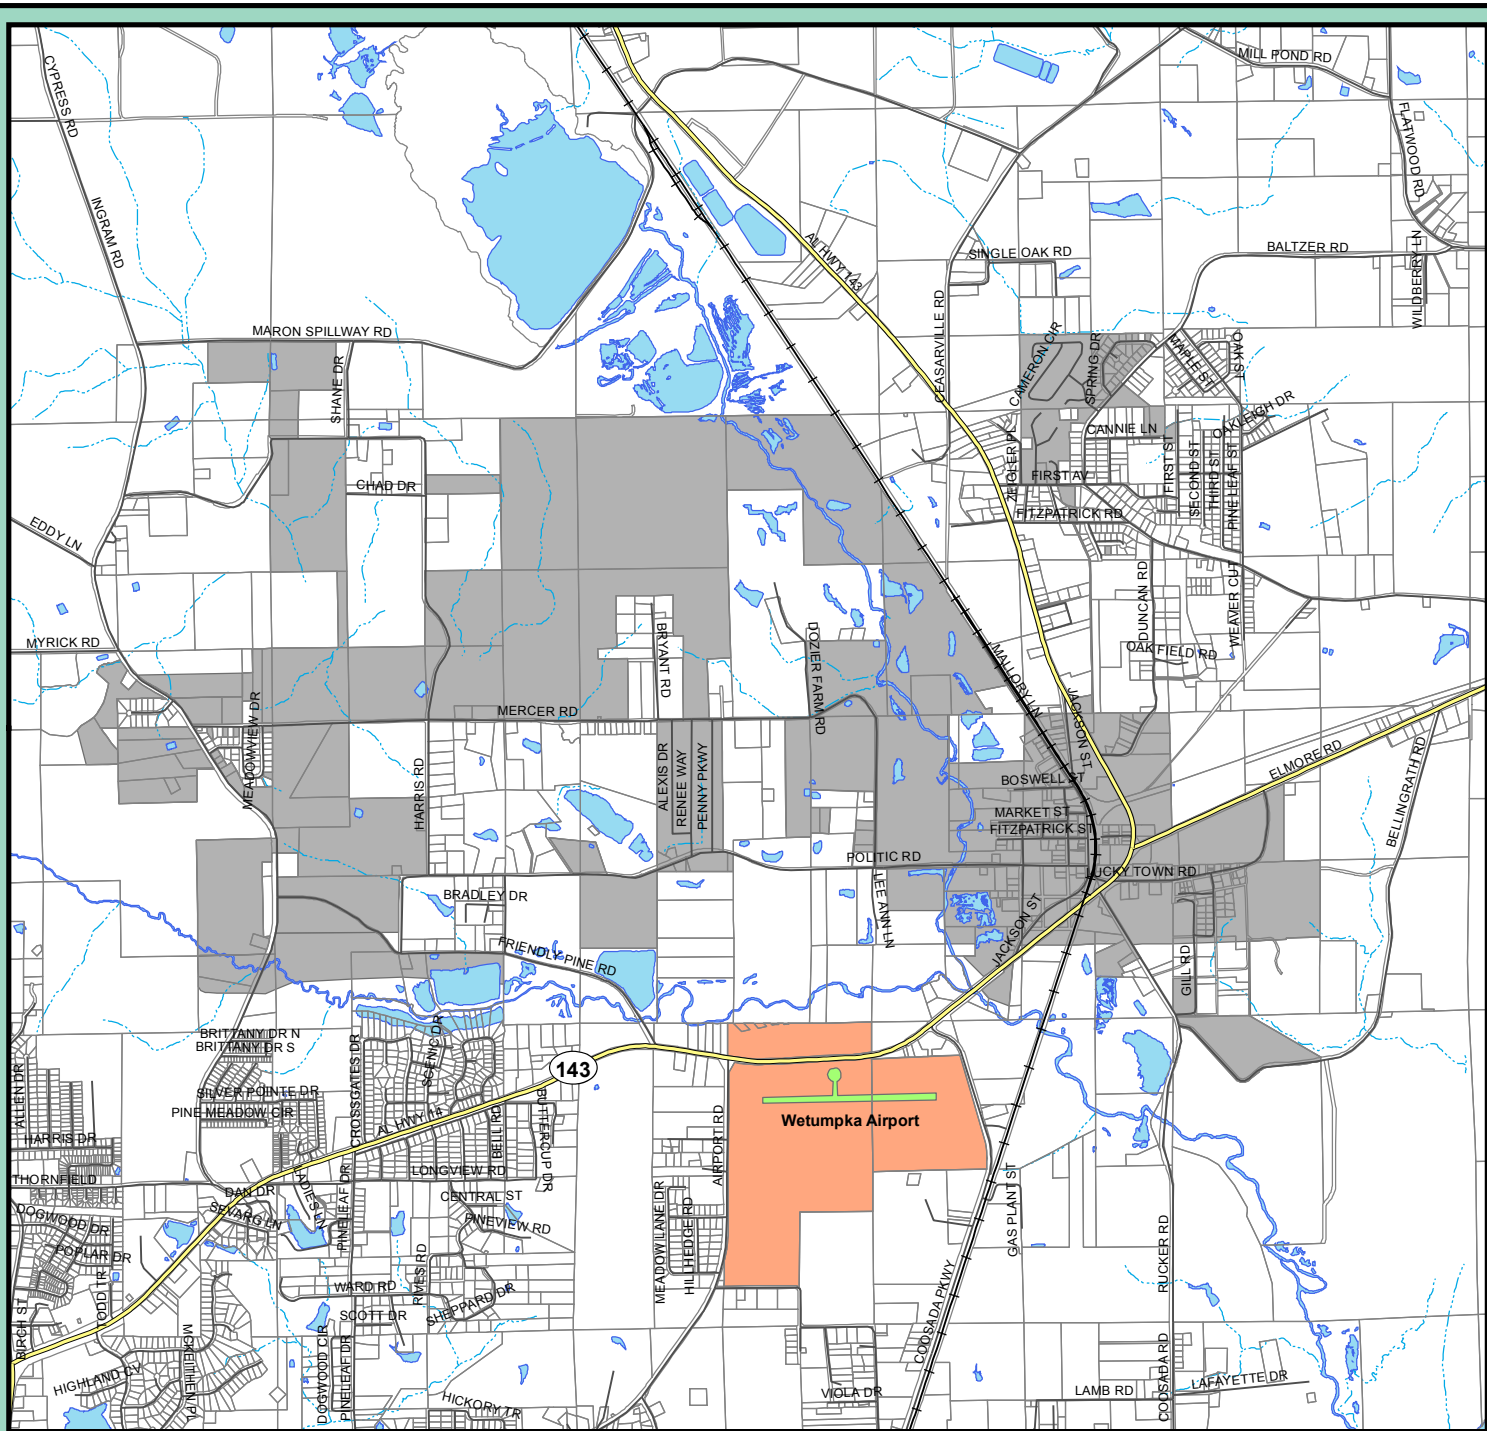 MILL POND RD
CYPRESS RD
FLATWOOD RD
INGRAM RD
AL HWY 143
SINGLE OAK RD
BALTZER RD
WILDBERRY LN
MARON SPILLWAY RD
CEASARVILLE RD
CAMERON CIR
SPRING DR
MAPLE ST
OAK ST
SHANE DR
OAKLEIGH DR
CANNIE LN
ZEIGLER PL
FIRST ST
SECOND ST
THIRD ST
PINE LEAF ST
FIRST AV
CHAD DR
FITZPATRICK RD
EDDY LN
DUNCAN RD
WEAVER CUT
MYRICK RD
BRYANT RD
DOZIER FARM RD
MALLORY LN
OAK FIELD RD
JACKSON ST
MEADOWVIEW DR
MERCER RD
ELMORE RD
BELLINGRATH RD
HARRIS RD
ALEXIS DR
RENEE WAY
PENNY PKWY
BOSWELL ST
MARKET ST
FITZPATRICK ST
POLITIC RD
UCKY TOWN RD
BRADLEY DR
LEE ANN LN
JACKSON ST
FRIENDLY PINE RD
GILL RD
BRITTANY DR N
BRITTANY DR S
SCENIC DR
CROSSGATES DR
143
ALLEN DR
SILVER POINTE DR
PINE MEADOW CIR
AL HWY 14
BELL RD
BUTTERCUP DR
AIRPORT RD
Wetumpka Airport
HARRIS DR
THORNFIELD
LONGVIEW RD
DAN DR
LADIES LN
PINELEAF DR
CENTRAL ST
SEVARG LN
PINEVIEW RD
DOGWOOD DR
POPLAR DR
MEADOW LANE DR
HILLHEDGE RD
GAS PLANT ST
RUCKER RD
TODD TR
WARD RD
RIVES RD
SHEPPARD DR
SCOTT DR
BIRCH ST
MCKEITHEN PL
DOGWOOD CIR
PINELEAF DR
COOSADA PKWY
COOSADA RD
HIGHLAND CV
HICKORY TR
VIOLA DR
LAMB RD
LAFAYETTE DR